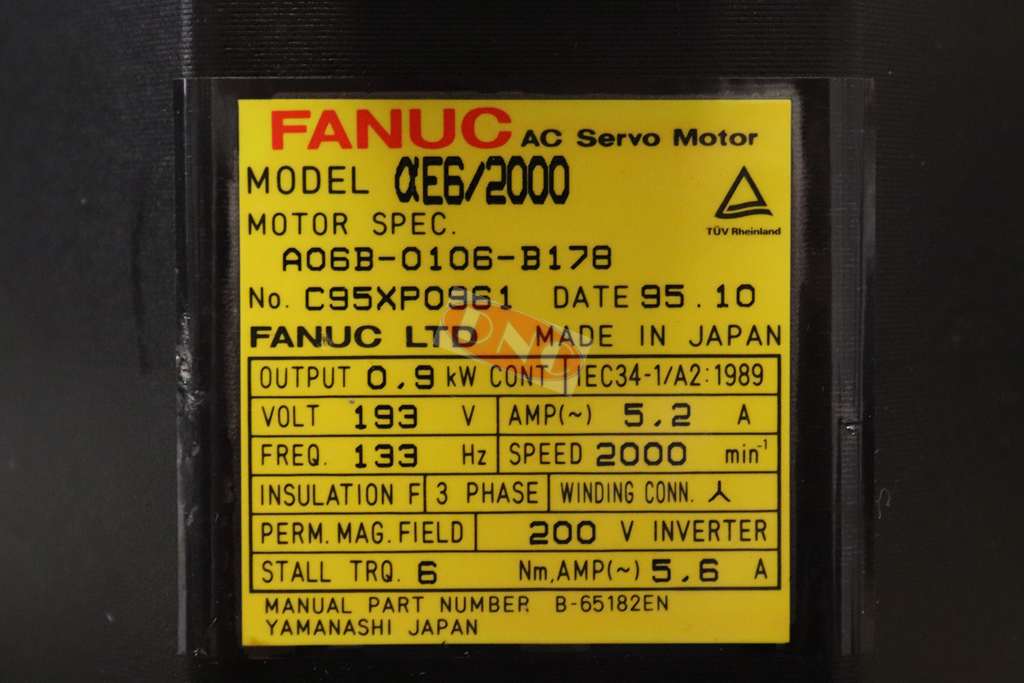 FANUC AC Servo Motor
MODEL αE6/2000
TÜV Rheinland
MOTOR SPEC.
A06B-0106-B178
No. C95XP0961 DATE 95.10
FANUC LTD MADE IN JAPAN
OUTPUT 0.9 kW CONT IEC34-1/A2:1989
VOLT 193 V AMP(~) 5.2 A
FREQ. 133 Hz SPEED 2000 min⁻¹
INSULATION F 3 PHASE WINDING CONN. 人
PERM. MAG. FIELD 200 V INVERTER
STALL TRQ. 6 Nm, AMP(~) 5.6 A
MANUAL PART NUMBER B-65182EN
YAMANASHI JAPAN